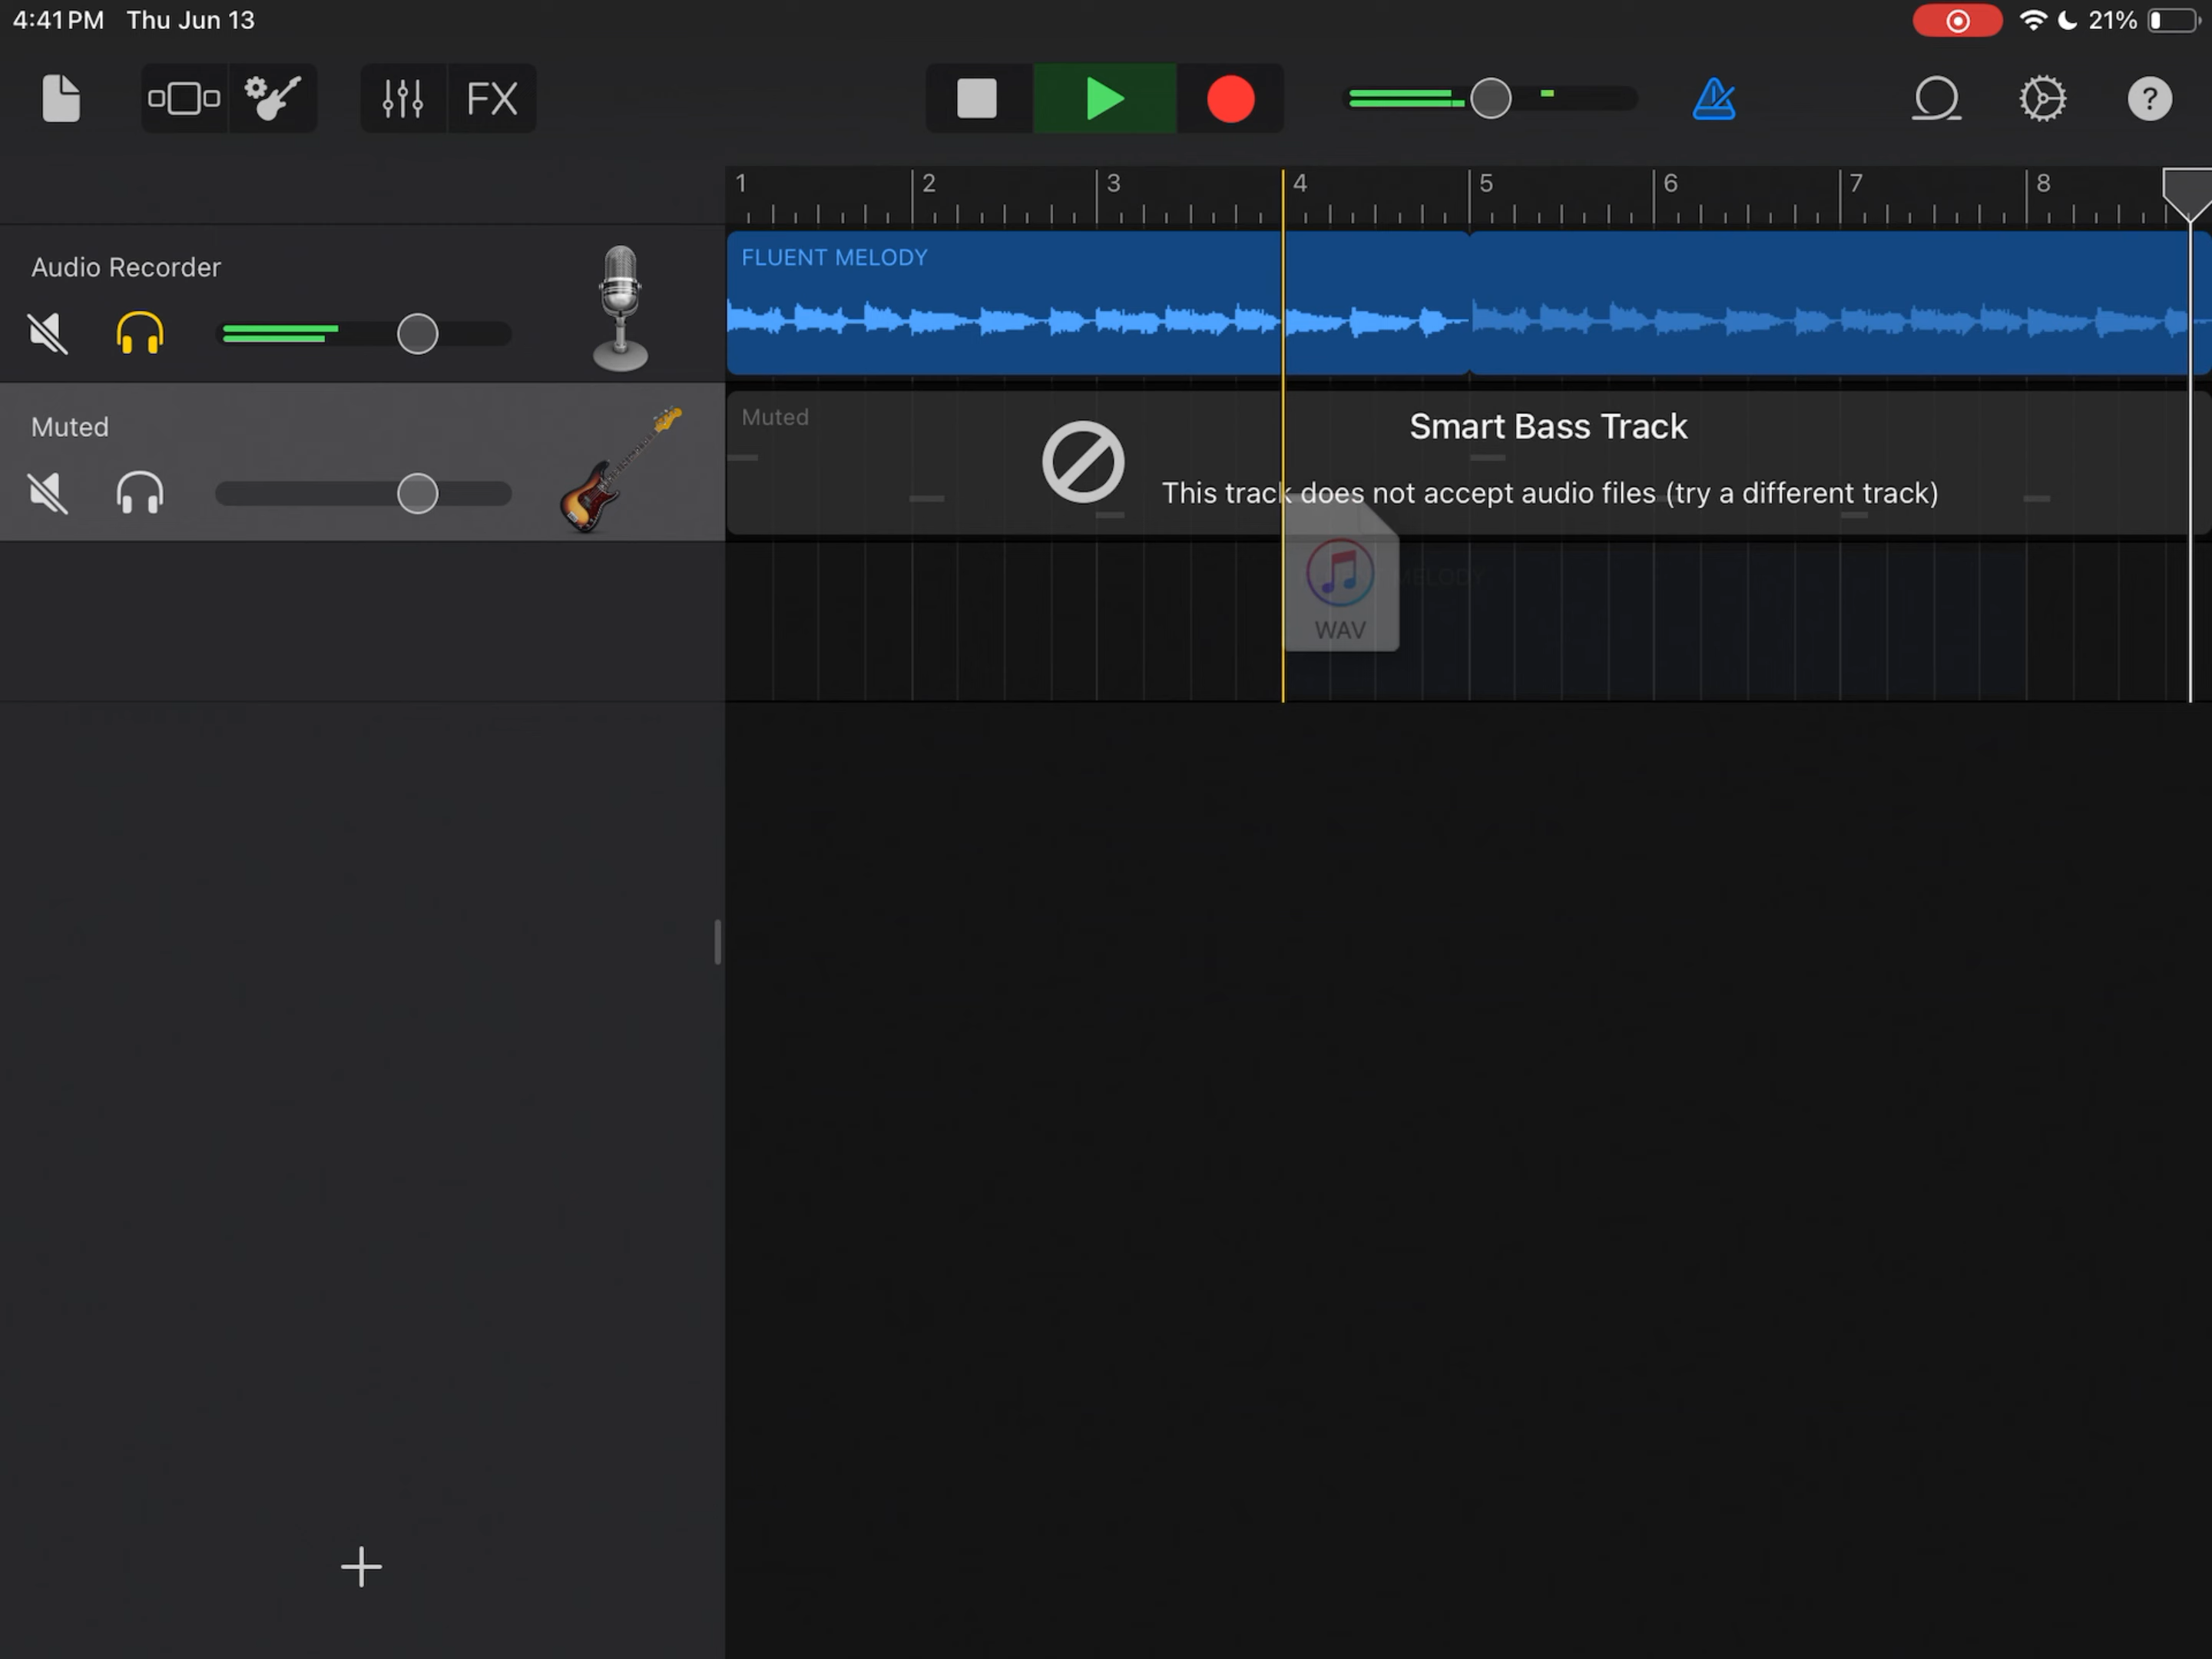 4:41 PM Thu Jun 13
21%
FX
?
1 2 3 4 5 6 7 8
Audio Recorder
FLUENT MELODY
Muted
Muted
Smart Bass Track
This track does not accept audio files (try a different track)
MELODY
WAV